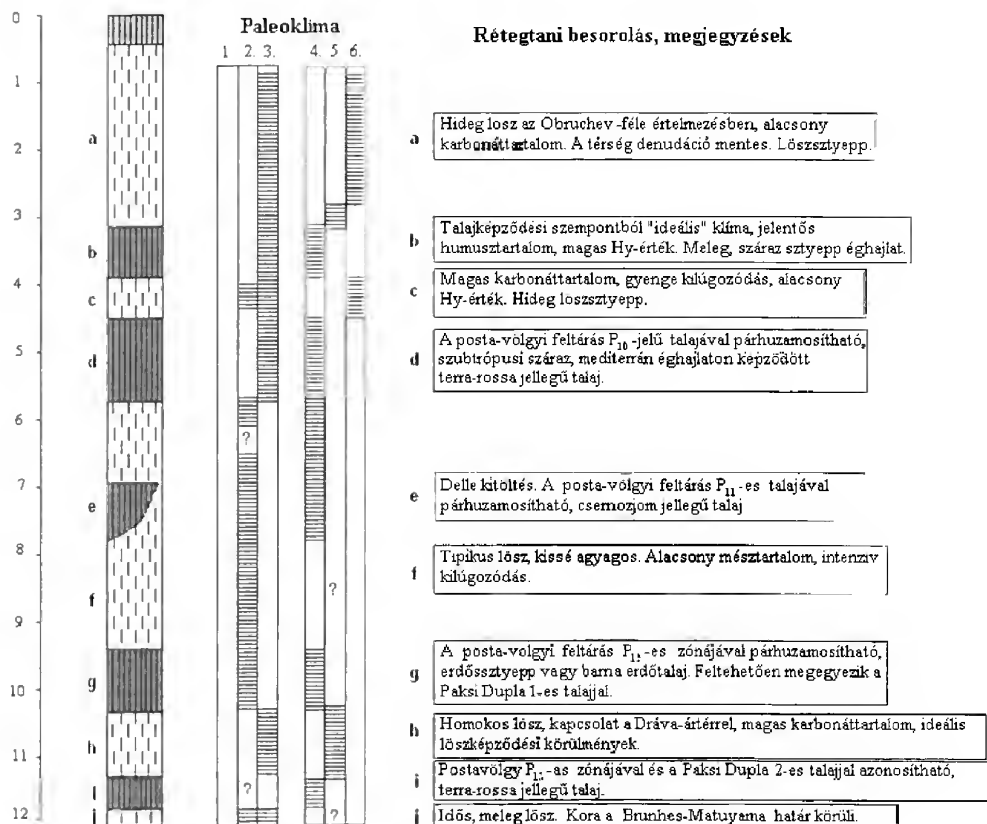 Paleoklíma
Rétegtani besorolás, megjegyzések
1 2. 3. 4. 5 6.
0
1
2
3
4
5
6
7
8
9
10
11
12
a
b
c
d
e
f
g
h
i
j
?
?
?
?
a Hideg losz az Obruchev-féle értelmezésben, alacsony
karbonáttartalom. A térség denudáció mentes. Löszsztyepp.
b Talajképződési szempontból "ideális" klíma, jelentős
humusztartalom, magas Hy-érték. Meleg, száraz sztyepp éghajlat.
c Magas karbonáttartalom, gyenge kilúgozódás, alacsony
Hy-érték. Hideg loszsztyepp.
d A posta-völgyi feltárás P10 -jelű talajával párhuzamosítható,
szubtrópusi száraz, mediterrán éghajlaton képződött
terra-rossa jellegű talaj.
e Delle kitöltés. A posta-völgyi feltárás P11 -es talajával
párhuzamosítható, csernozjom jellegű talaj
f Tipikus lösz, kissé agyagos. Alacsony mésztartalom, intenzív
kilúgozódás.
g A posta-volgyi feltárás -es zónájával párhuzamosítható,
erdőssztyepp vagy barna erdőtalaj. Feltehetően megegyezik a
Paksi Dupla 1-es talajjal.
h Homokos lösz, kapcsolat a Dráva-ártérrel, magas karbonáttartalom, ideális
löszképződési körülmények.
i Postavölgy -as zónájával és a Paksi Dupla 2-es talajjal azonosítható,
terra-rossa jellegű talaj.
j Idős, meleg lösz. Kora a Brunhes-Matuyama határ körüli.